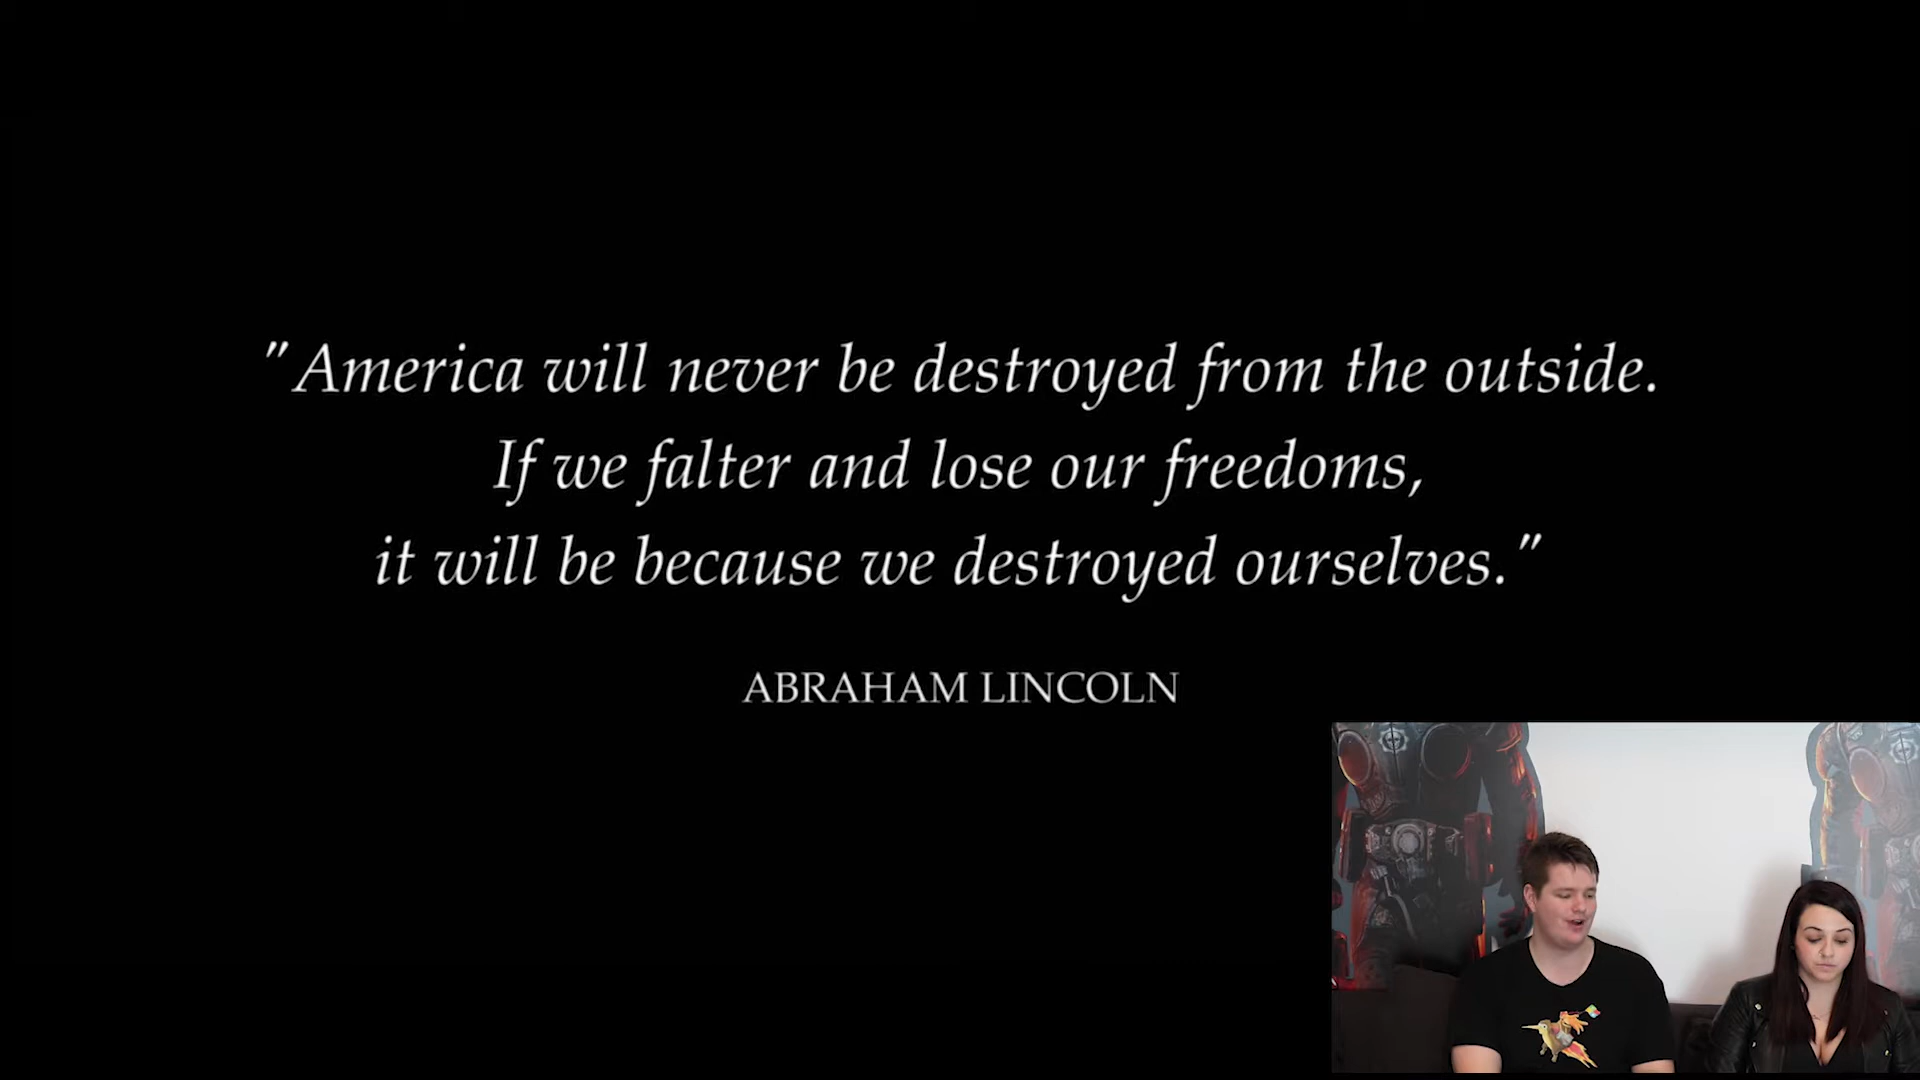 "America will never be destroyed from the outside.
If we falter and lose our freedoms,
it will be because we destroyed ourselves."
ABRAHAM LINCOLN